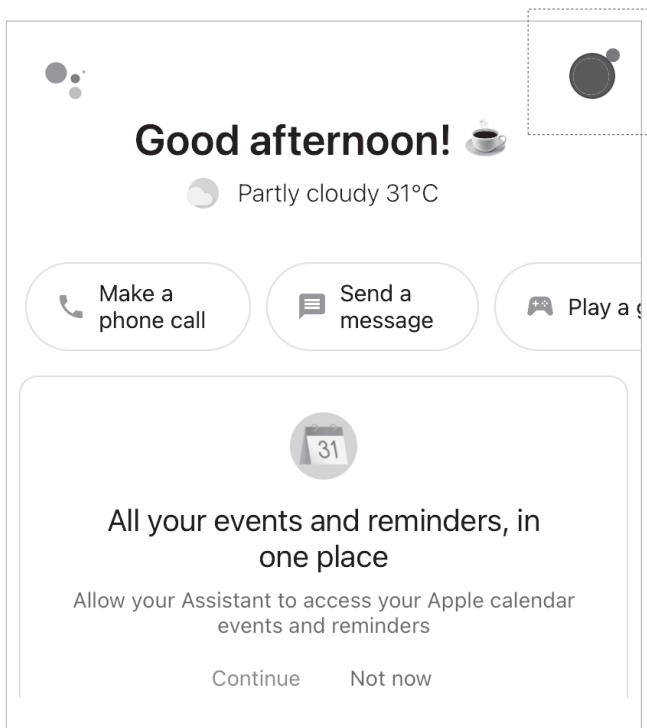 Good afternoon!
Partly cloudy 31°C
Make a
phone call
Send a
message
Play a
31
All your events and reminders, in
one place
Allow your Assistant to access your Apple calendar
events and reminders
Continue Not now